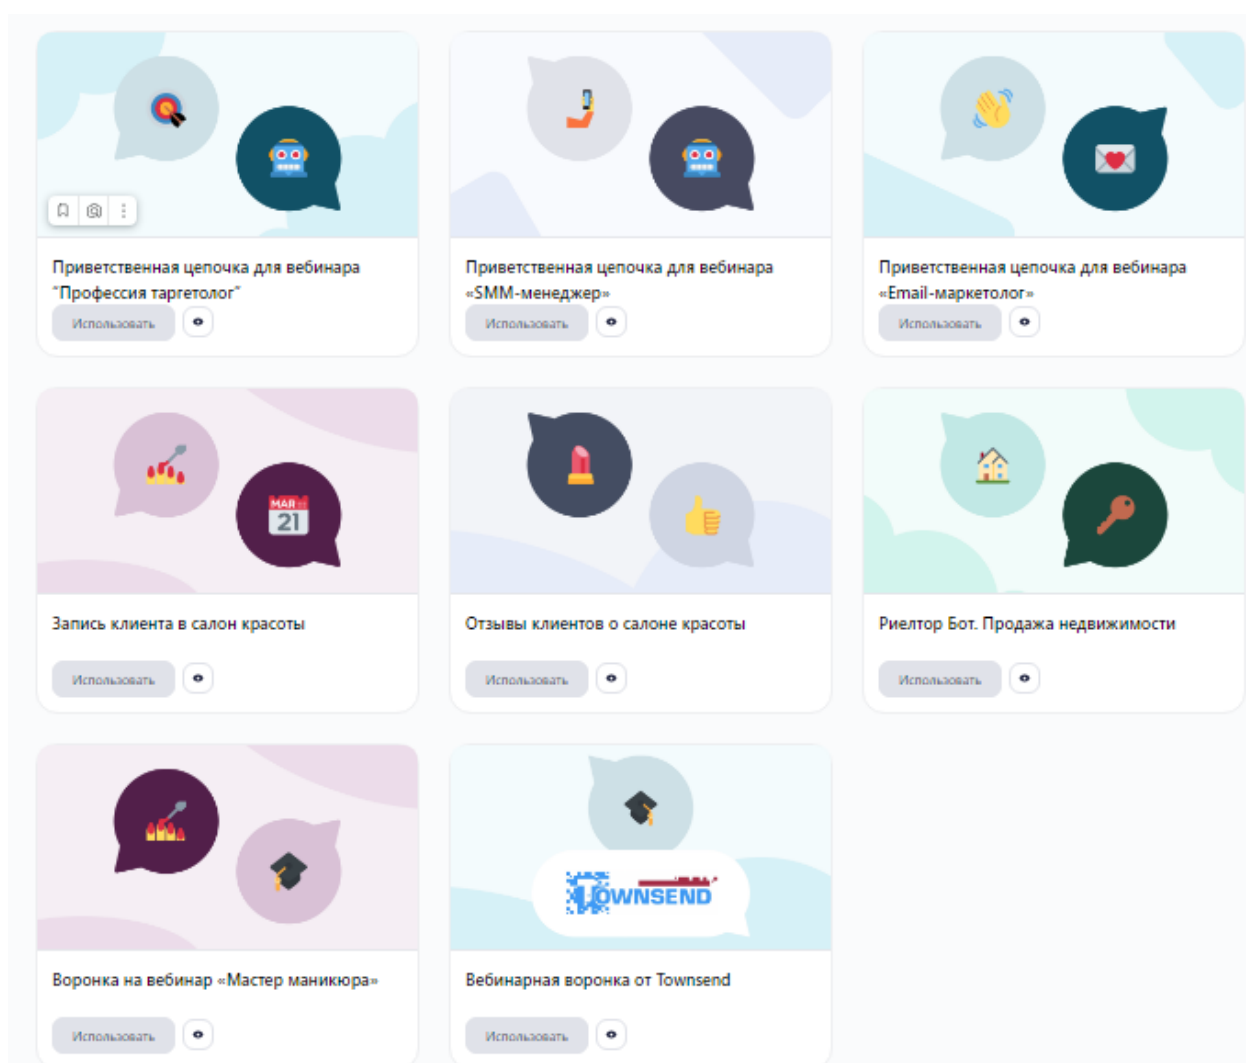 Приветственная цепочка для вебинара
"Профессия таргетолог"
Использовать
Приветственная цепочка для вебинара
«SMM-менеджер»
Использовать
Приветственная цепочка для вебинара
«Email-маркетолог»
Использовать
MAR
21
Запись клиента в салон красоты
Использовать
Отзывы клиентов о салоне красоты
Использовать
Риелтор Бот. Продажа недвижимости
Использовать
Воронка на вебинар «Мастер маникюра»
Использовать
TOWNSEND
Вебинарная воронка от Townsend
Использовать